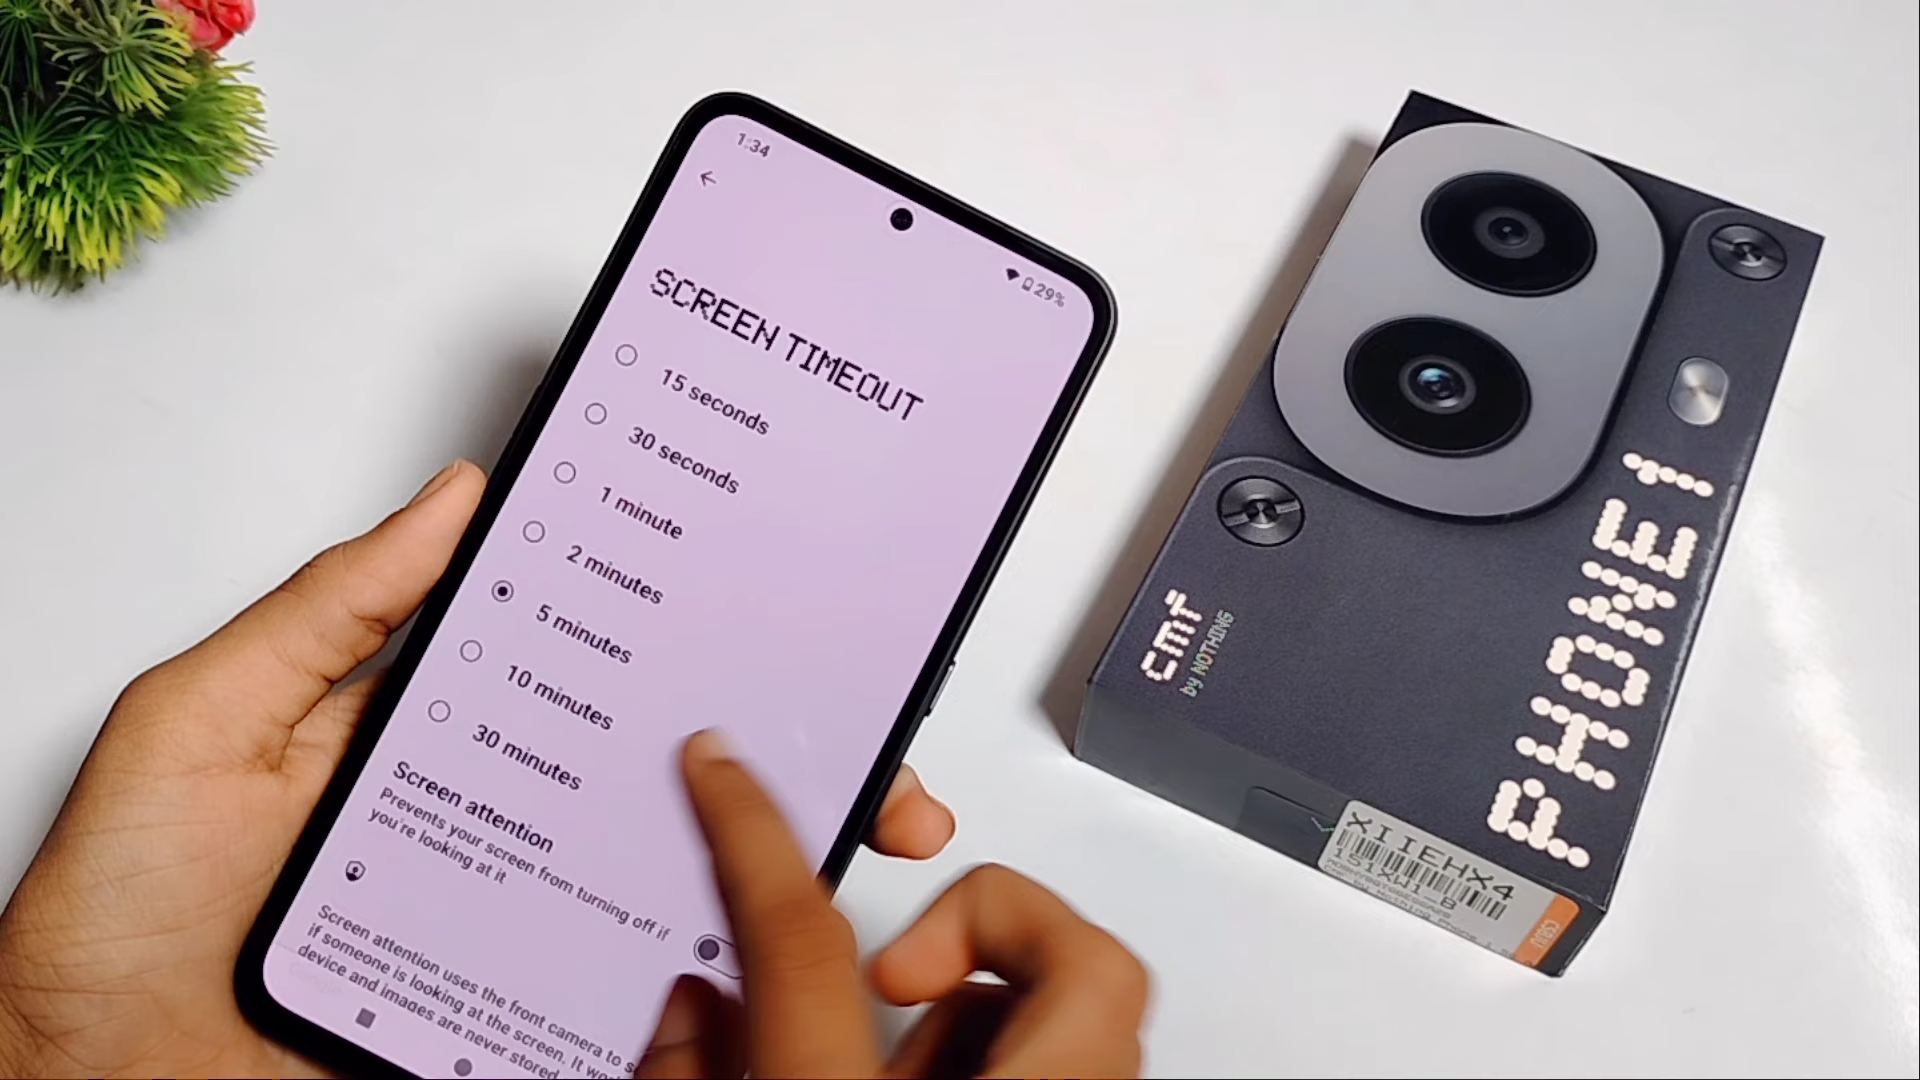 1:34
29%
SCREEN TIMEOUT
15 seconds
30 seconds
1 minute
2 minutes
5 minutes
10 minutes
30 minutes
Screen attention
Prevents your screen from turning off if
you're looking at it
Screen attention uses the front camera to
if someone is looking at the screen. It
device and images are never stored
CMF
by NOTHING
PHONE 1
XIIEHX4
151XW1-B